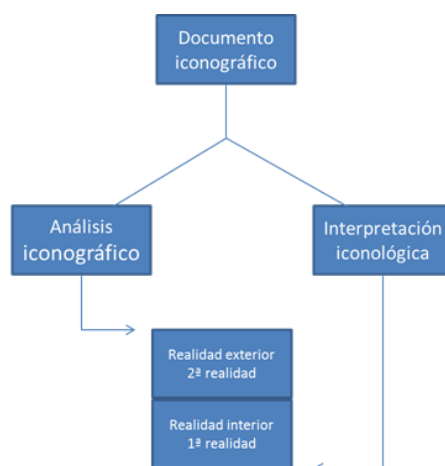 Documento
iconográfico
Análisis
iconográfico
Interpretación
iconológica
Realidad exterior
2ª realidad
Realidad interior
1ª realidad